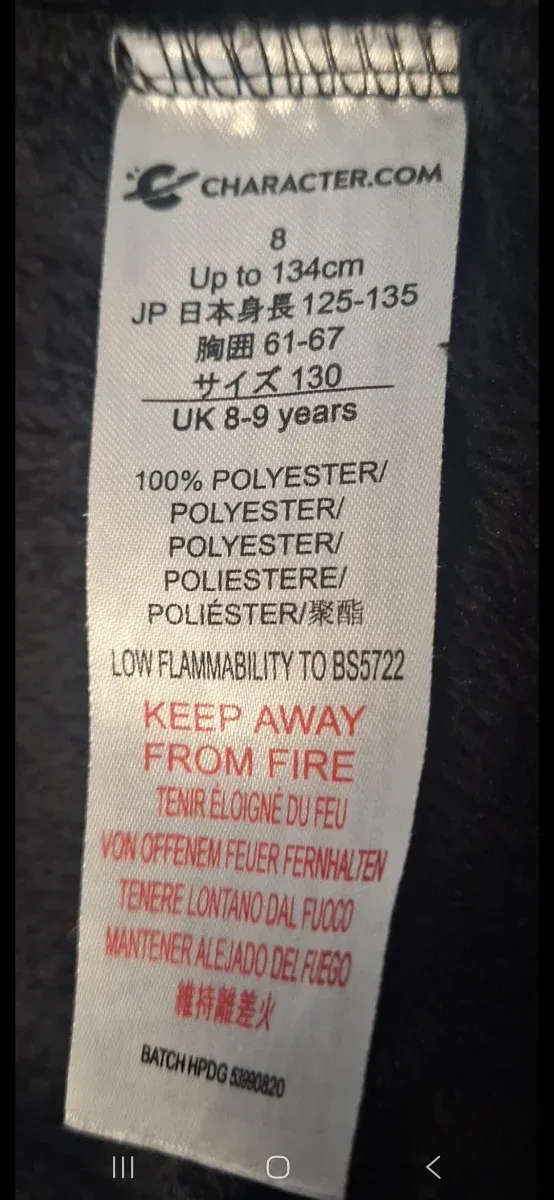 CHARACTER.COM
8
Up to 134cm
JP 日本身長 125-135
胸囲 61-67
サイズ 130
UK 8-9 years
100% POLYESTER/
POLYESTER/
POLYESTER/
POLIESTERE/
POLIÉSTER/聚酯
LOW FLAMMABILITY TO BS5722
KEEP AWAY
FROM FIRE
TENIR ÉLOIGNÉ DU FEU
VON OFFENEM FEUER FERNHALTEN
TENERE LONTANO DAL FUOCO
MANTENER ALEJADO DEL FUEGO
維持離差火
BATCH HPDG 53990820